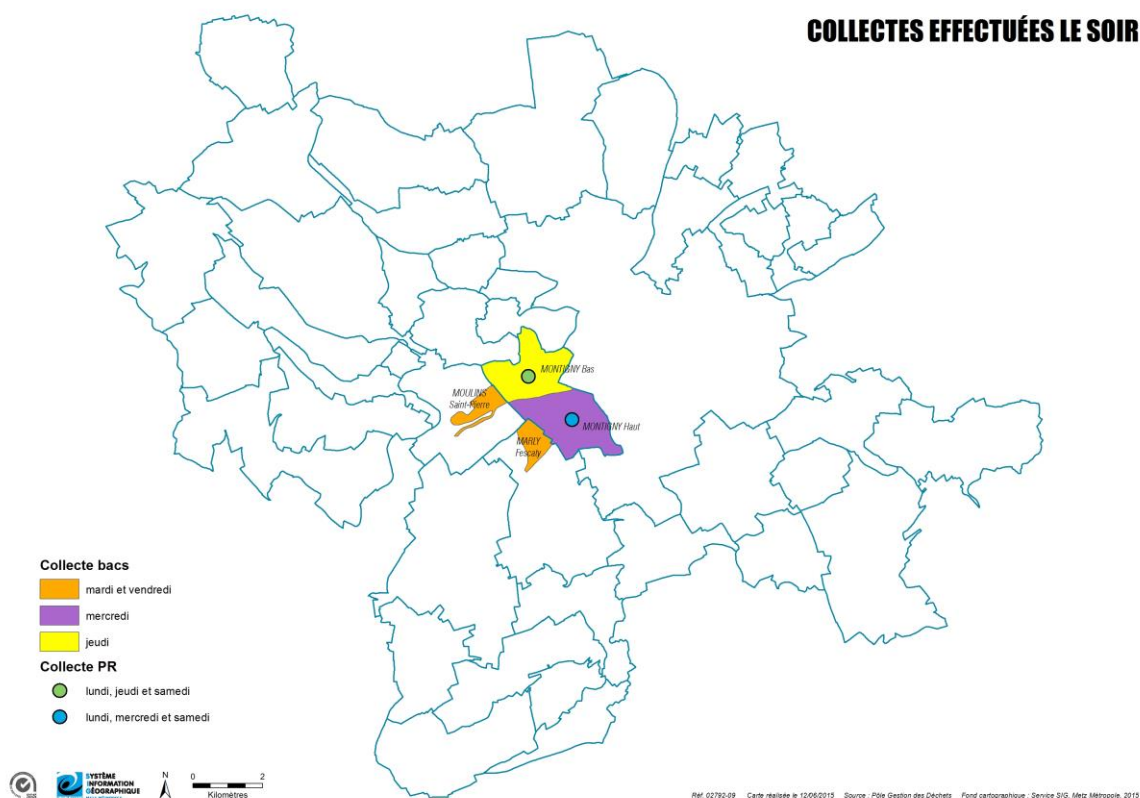 COLLECTES EFFECTUÉES LE SOIR
MONTIGNY Bas
MOULINS
Saint-Pierre
MONTIGNY Haut
MARLY
Fescaty
Collecte bacs
mardi et vendredi
mercredi
jeudi
Collecte PR
lundi, jeudi et samedi
lundi, mercredi et samedi
SYSTÈME
INFORMATION
GÉOGRAPHIQUE
N
0 2
Kilomètres
Réf. 02792-09 Carte réalisée le 12/06/2015 Source : Pôle Gestion des Déchets Fond cartographique : Service SIG, Metz Métropole, 2015